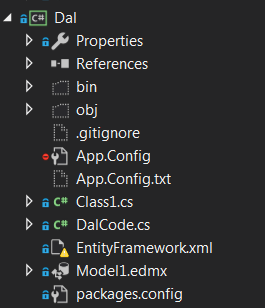 C# Dal
Properties
References
bin
obj
.gitignore
App.Config
App.Config.txt
C# Class1.cs
C# DalCode.cs
EntityFramework.xml
Model1.edmx
packages.config